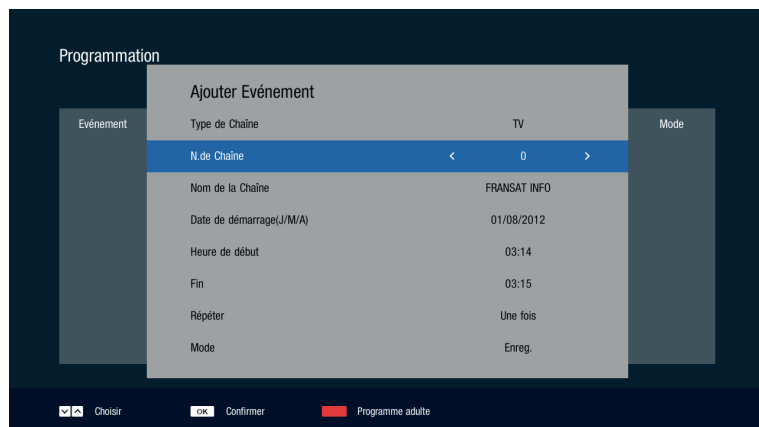 Programmation
Ajouter Evénement
Evénement
Mode
Type de Chaîne TV
N.de Chaîne < 0 >
Nom de la Chaîne FRANSAT INFO
Date de démarrage(J/M/A) 01/08/2012
Heure de début 03:14
Fin 03:15
Répéter Une fois
Mode Enreg.
Choisir OK Confirmer Programme adulte